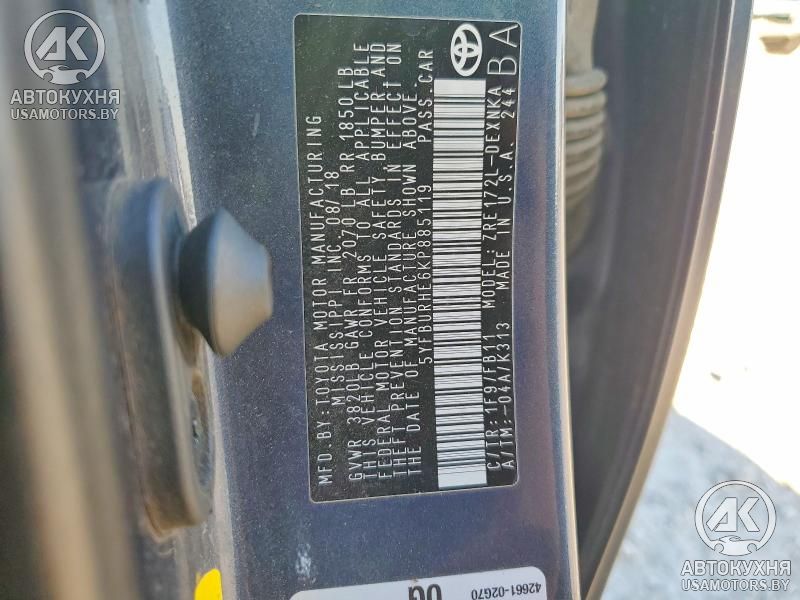 AK
АВТОКУХНЯ
USAMOTORS.BY
MFD.BY:TOYOTA MOTOR MANUFACTURING
MISSISSIPPI INC. 08/18
GVWR 3820LB GAWR FR 2070LB RR 1850LB
THIS VEHICLE CONFORMS TO ALL APPLICABLE
FEDERAL MOTOR VEHICLE SAFETY, BUMPER AND
THEFT PREVENTION STANDARDS IN EFFECT ON
THE DATE OF MANUFACTURE SHOWN ABOVE.
5YFBURHE6KP885119 PASS.CAR
C/TR:1F9/FB11 MODEL:ZRE172L-DEXNKA
A/TM:-04A/K313 MADE IN U.S.A. 244
BA
42661-02G70
AK
АВТОКУХНЯ
USAMOTORS.BY